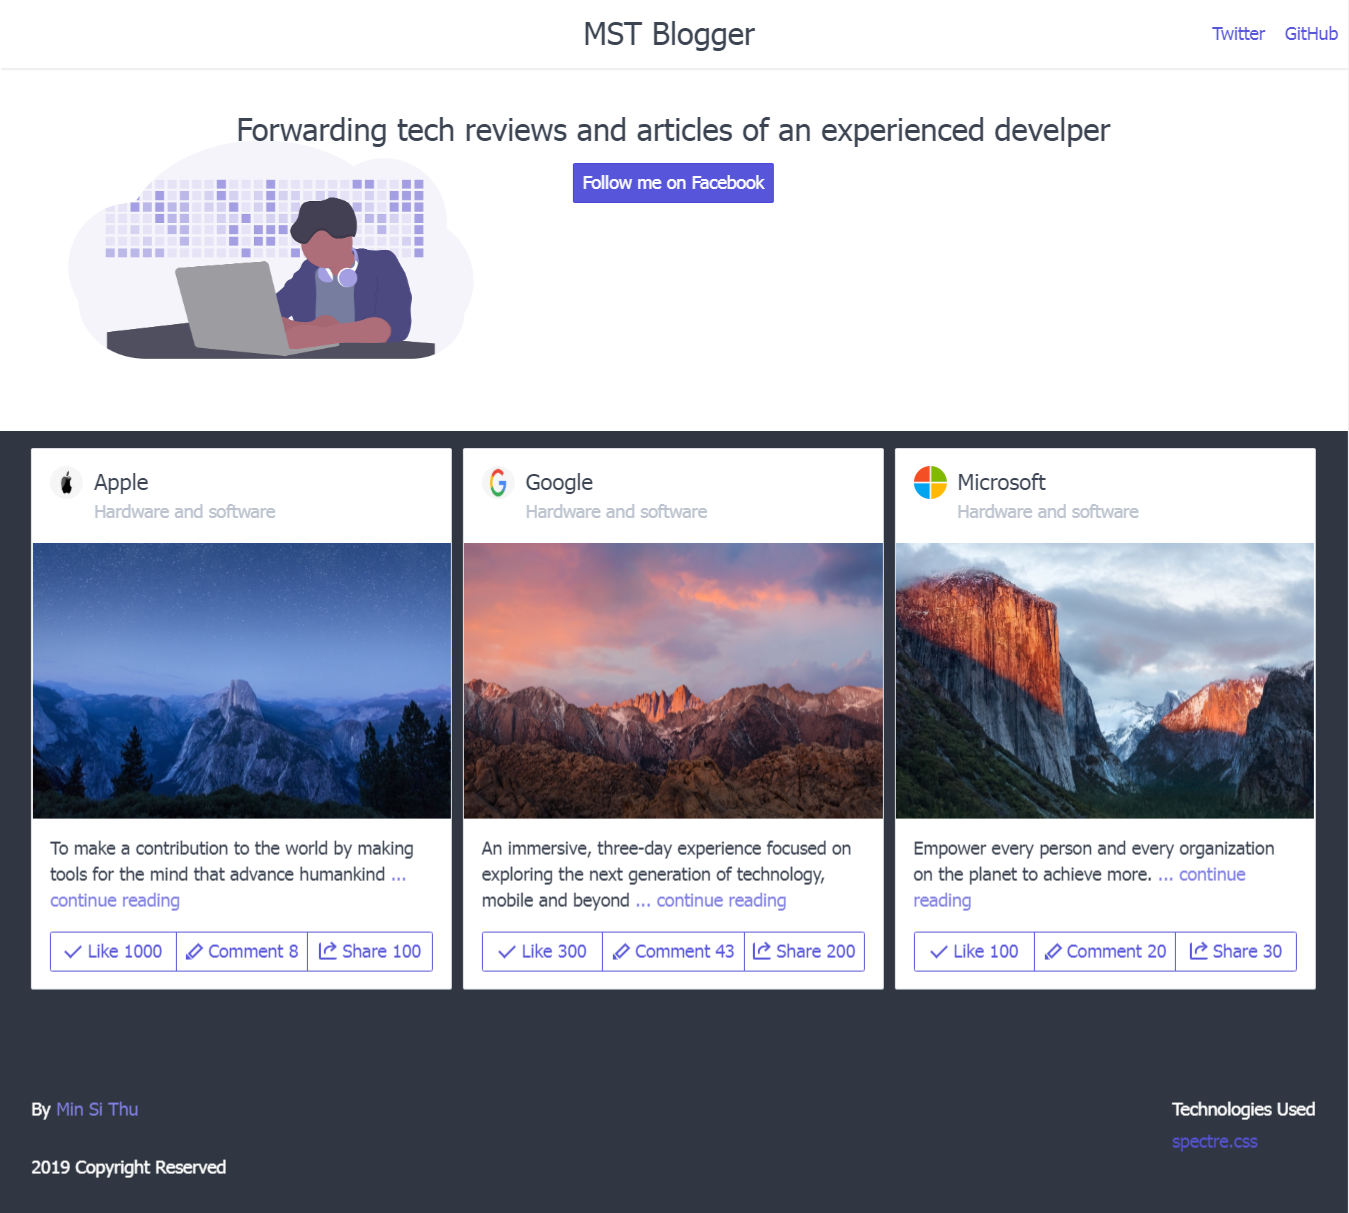 MST Blogger
Twitter GitHub
Forwarding tech reviews and articles of an experienced develper
Follow me on Facebook
Apple
Hardware and software
To make a contribution to the world by making
tools for the mind that advance humankind ...
continue reading
Like 1000 Comment 8 Share 100
Google
Hardware and software
An immersive, three-day experience focused on
exploring the next generation of technology,
mobile and beyond ... continue reading
Like 300 Comment 43 Share 200
Microsoft
Hardware and software
Empower every person and every organization
on the planet to achieve more. ... continue
reading
Like 100 Comment 20 Share 30
By Min Si Thu
2019 Copyright Reserved
Technologies Used
spectre.css